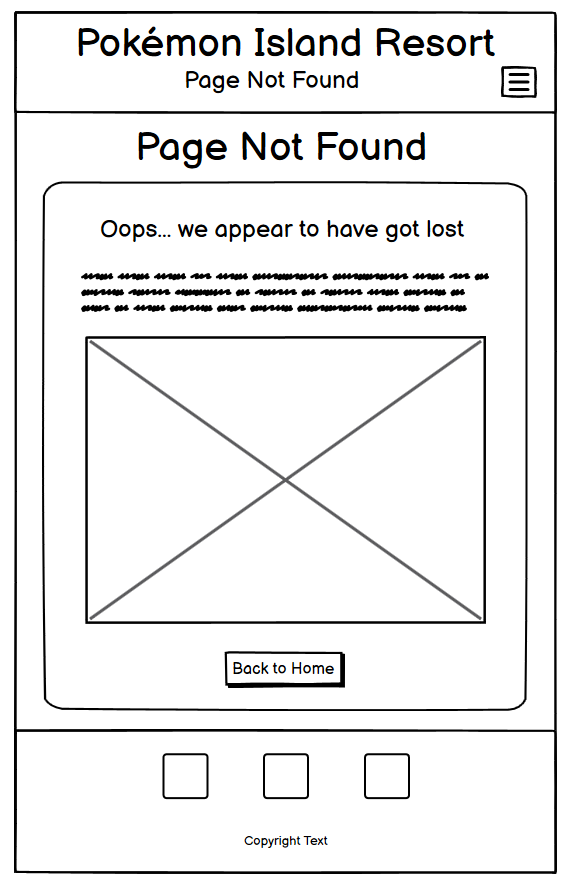 Pokémon Island Resort
Page Not Found
Page Not Found
Oops... we appear to have got lost
Back to Home
Copyright Text